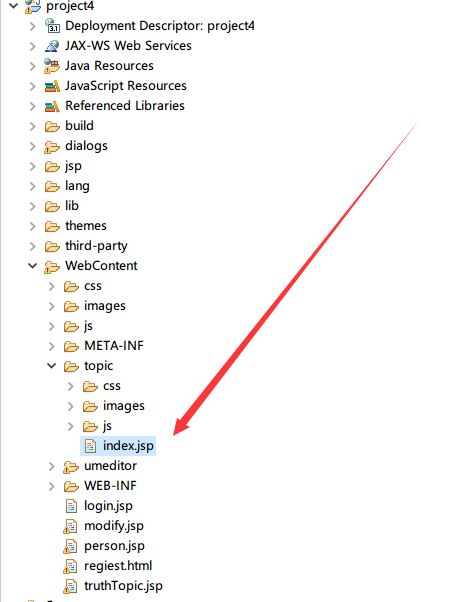 project4
Deployment Descriptor: project4
3.1
JAX-WS Web Services
Java Resources
JavaScript Resources
Referenced Libraries
build
dialogs
jsp
lang
lib
themes
third-party
WebContent
css
images
js
META-INF
topic
css
images
js
index.jsp
umeditor
WEB-INF
login.jsp
modify.jsp
person.jsp
regiest.html
truthTopic.jsp